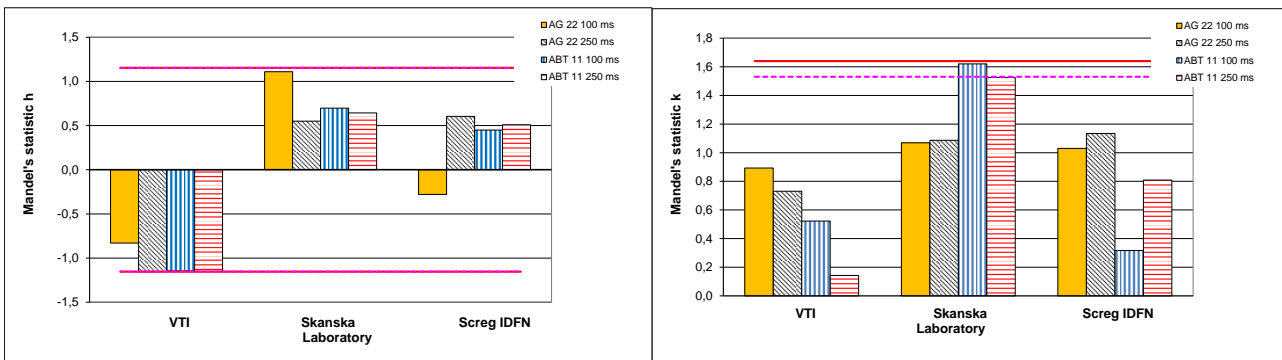 Mandel's statistic h
1,5
1,0
0,5
0,0
-0,5
-1,0
-1,5
AG 22 100 ms
AG 22 250 ms
ABT 11 100 ms
ABT 11 250 ms
VTI
Skanska
Screg IDFN
Laboratory
Mandel's statistic k
1,8
1,6
1,4
1,2
1,0
0,8
0,6
0,4
0,2
0,0
AG 22 100 ms
AG 22 250 ms
ABT 11 100 ms
ABT 11 250 ms
VTI
Skanska
Screg IDFN
Laboratory